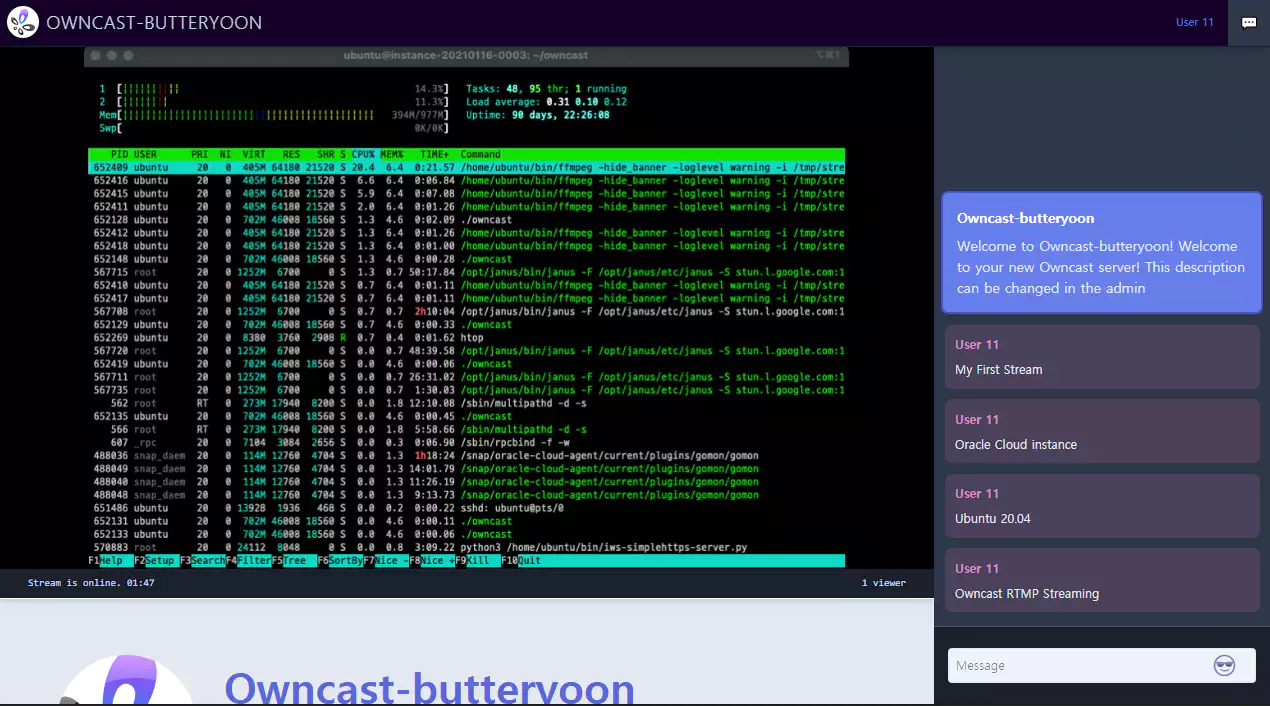 OWNCAST-BUTTERYOON
User 11
ubuntu@instance-20210116-0003: ~/owncast
⌥⌘1
1 [ 14.3%] Tasks: 48, 95 thr; 1 running
2 [ 11.3%] Load average: 0.31 0.10 0.12
Mem[ 394M/977M] Uptime: 90 days, 22:26:08
Swp[ 0K/0K]
PID USER PRI NI VIRT RES SHR S CPU% MEM% TIME+ Command
652409 ubuntu 20 0 405M 64180 21520 S 20.4 6.4 0:21.57 /home/ubuntu/bin/ffmpeg -hide_banner -loglevel warning -i /tmp/stre
652416 ubuntu 20 0 405M 64180 21520 S 6.6 6.4 0:06.84 /home/ubuntu/bin/ffmpeg -hide_banner -loglevel warning -i /tmp/stre
652415 ubuntu 20 0 405M 64180 21520 S 5.9 6.4 0:07.08 /home/ubuntu/bin/ffmpeg -hide_banner -loglevel warning -i /tmp/stre
652411 ubuntu 20 0 405M 64180 21520 S 2.0 6.4 0:01.26 /home/ubuntu/bin/ffmpeg -hide_banner -loglevel warning -i /tmp/stre
652128 ubuntu 20 0 702M 46008 18560 S 1.3 4.6 0:02.09 ./owncast
652412 ubuntu 20 0 405M 64180 21520 S 1.3 6.4 0:01.26 /home/ubuntu/bin/ffmpeg -hide_banner -loglevel warning -i /tmp/stre
652418 ubuntu 20 0 405M 64180 21520 S 1.3 6.4 0:01.00 /home/ubuntu/bin/ffmpeg -hide_banner -loglevel warning -i /tmp/stre
652148 ubuntu 20 0 702M 46008 18560 S 1.3 4.6 0:00.28 ./owncast
567715 root 20 0 1252M 6700 0 S 1.3 0.7 50:17.84 /opt/janus/bin/janus -F /opt/janus/etc/janus -S stun.l.google.com:1
652410 ubuntu 20 0 405M 64180 21520 S 0.7 6.4 0:01.11 /home/ubuntu/bin/ffmpeg -hide_banner -loglevel warning -i /tmp/stre
652417 ubuntu 20 0 405M 64180 21520 S 0.7 6.4 0:01.11 /home/ubuntu/bin/ffmpeg -hide_banner -loglevel warning -i /tmp/stre
567708 root 20 0 1252M 6700 0 S 0.7 0.7 2h10:04 /opt/janus/bin/janus -F /opt/janus/etc/janus -S stun.l.google.com:1
652129 ubuntu 20 0 702M 46008 18560 S 0.7 4.6 0:00.33 ./owncast
652269 ubuntu 20 0 8380 3760 2908 R 0.7 0.4 0:01.62 htop
567720 root 20 0 1252M 6700 0 S 0.0 0.7 48:39.58 /opt/janus/bin/janus -F /opt/janus/etc/janus -S stun.l.google.com:1
652419 ubuntu 20 0 702M 46008 18560 S 0.0 4.6 0:00.06 ./owncast
567711 root 20 0 1252M 6700 0 S 0.0 0.7 26:31.02 /opt/janus/bin/janus -F /opt/janus/etc/janus -S stun.l.google.com:1
567735 root 20 0 1252M 6700 0 S 0.0 0.7 1:30.03 /opt/janus/bin/janus -F /opt/janus/etc/janus -S stun.l.google.com:1
562 root RT 0 273M 17940 8200 S 0.0 1.8 12:10.08 /sbin/multipathd -d -s
652135 ubuntu 20 0 702M 46008 18560 S 0.0 4.6 0:00.45 ./owncast
566 root RT 0 273M 17940 8200 S 0.0 1.8 5:58.66 /sbin/multipathd -d -s
607 _rpc 20 0 7104 3084 2656 S 0.0 0.3 0:06.90 /sbin/rpcbind -f -w
488036 snap_daem 20 0 114M 12760 4704 S 0.0 1.3 1h18:24 /snap/oracle-cloud-agent/current/plugins/gomon/gomon
488049 snap_daem 20 0 114M 12760 4704 S 0.0 1.3 14:01.79 /snap/oracle-cloud-agent/current/plugins/gomon/gomon
488040 snap_daem 20 0 114M 12760 4704 S 0.0 1.3 11:26.19 /snap/oracle-cloud-agent/current/plugins/gomon/gomon
488048 snap_daem 20 0 114M 12760 4704 S 0.0 1.3 9:13.73 /snap/oracle-cloud-agent/current/plugins/gomon/gomon
651486 ubuntu 20 0 13928 1936 468 S 0.0 0.2 0:00.22 sshd: ubuntu@pts/0
652131 ubuntu 20 0 702M 46008 18560 S 0.0 4.6 0:00.11 ./owncast
652133 ubuntu 20 0 702M 46008 18560 S 0.0 4.6 0:00.06 ./owncast
570883 root 20 0 24112 8048 0 S 0.0 0.8 3:09.22 python3 /home/ubuntu/bin/iws-simplehttps-server.py
F1Help F2Setup F3SearchF4FilterF5Tree F6SortByF7Nice -F8Nice +F9Kill F10Quit
Stream is online. 01:47
1 viewer
Owncast-butteryoon
Owncast-butteryoon
Welcome to Owncast-butteryoon! Welcome
to your new Owncast server! This description
can be changed in the admin
User 11
My First Stream
User 11
Oracle Cloud instance
User 11
Ubuntu 20.04
User 11
Owncast RTMP Streaming
Message